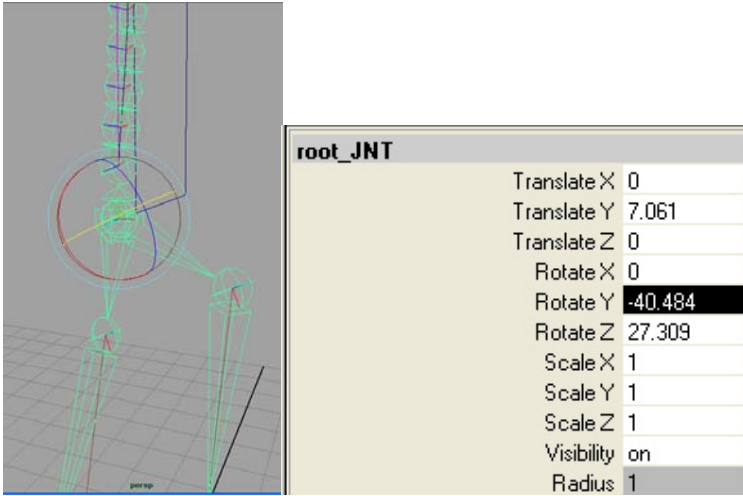 persp
root_JNT
Translate X 0
Translate Y 7.061
Translate Z 0
Rotate X 0
Rotate Y -40.484
Rotate Z 27.309
Scale X 1
Scale Y 1
Scale Z 1
Visibility on
Radius 1